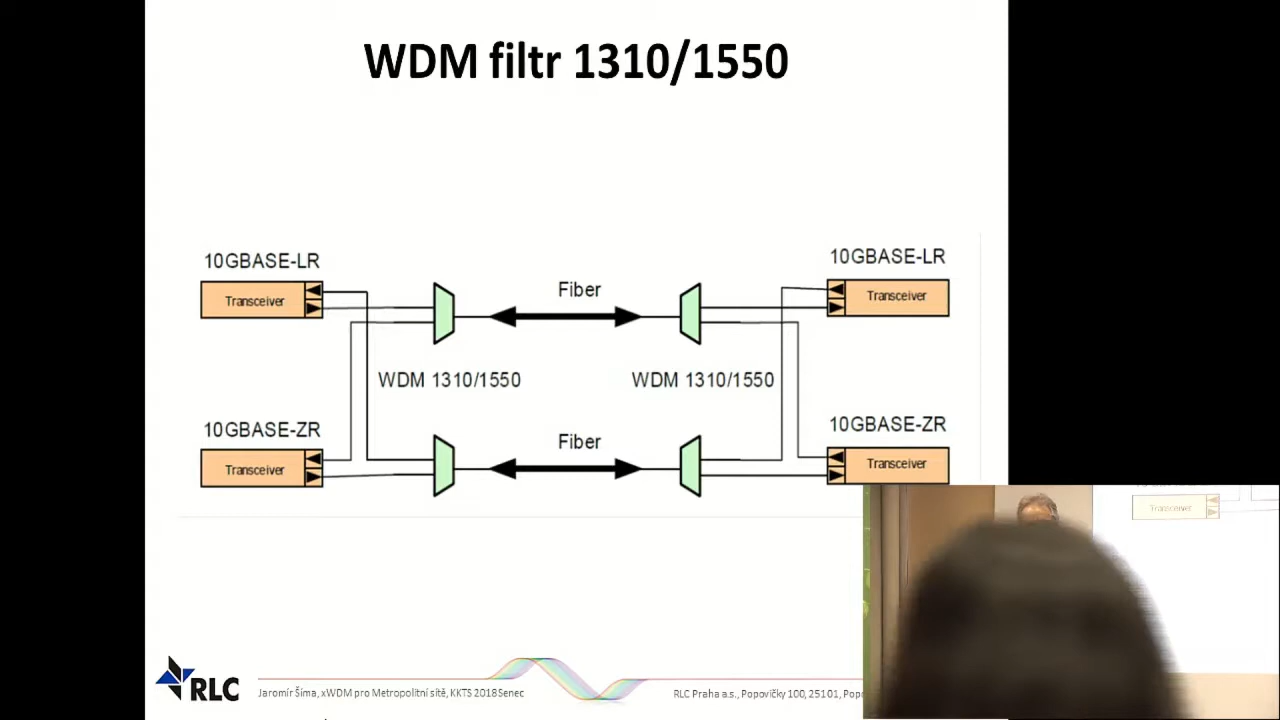 WDM filtr 1310/1550
10GBASE-LR
10GBASE-LR
Transceiver
Fiber
Transceiver
WDM 1310/1550
WDM 1310/1550
10GBASE-ZR
10GBASE-ZR
Transceiver
Fiber
Transceiver
Transceiver
RLC
Jaromír Šíma, xWDM pro Metropolitní sítě, KKTS 2018 Senec
RLC Praha a.s., Popovičky 100, 251 01, Popo